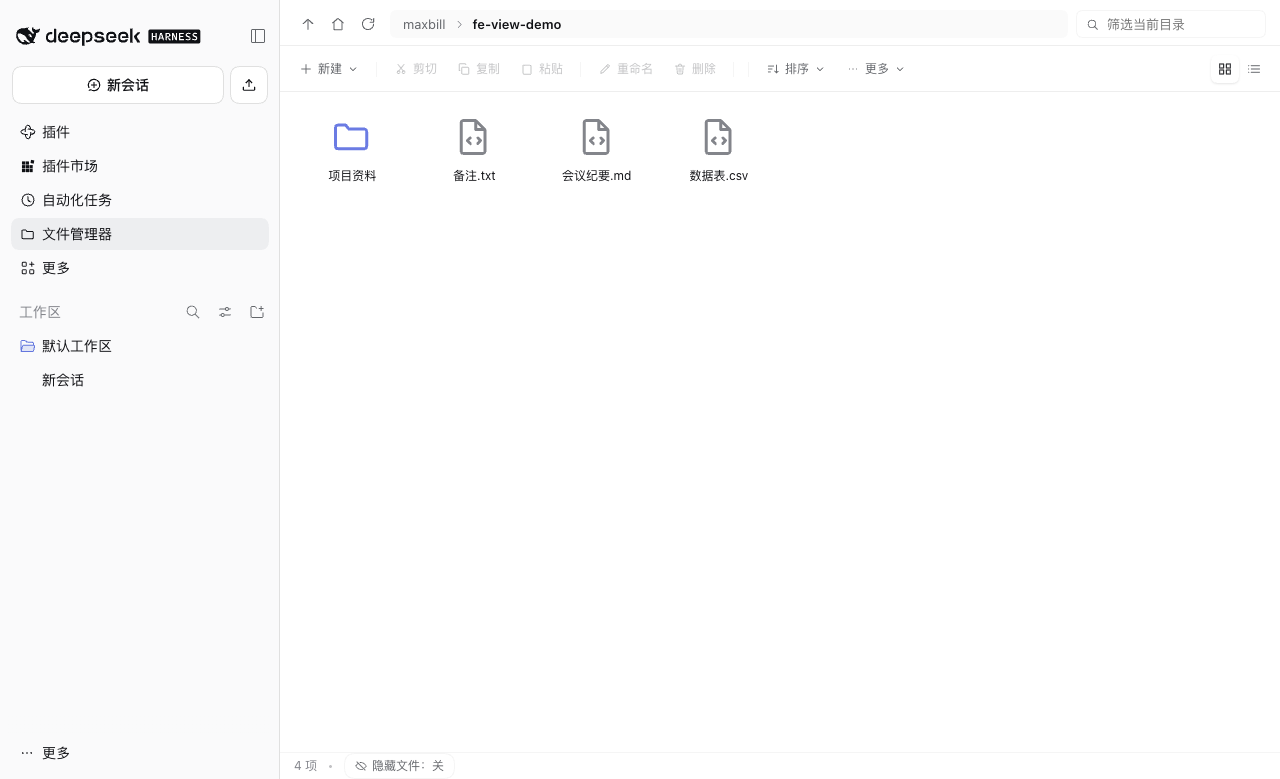 deepseek HARNESS
新会话
插件
插件市场
自动化任务
文件管理器
更多
工作区
默认工作区
新会话
更多
maxbill fe-view-demo
筛选当前目录
新建 剪切 复制 粘贴 重命名 删除 排序 更多
项目资料 备注.txt 会议纪要.md 数据表.csv
4 项 • 隐藏文件：关